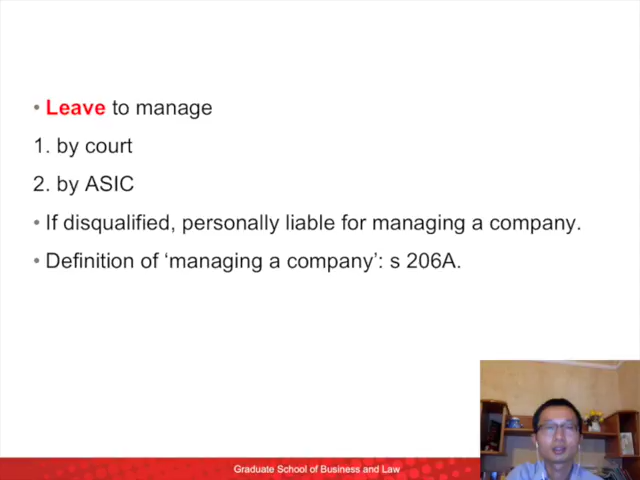 • Leave to manage
1. by court
2. by ASIC
• If disqualified, personally liable for managing a company.
• Definition of ‘managing a company’: s 206A.
Graduate School of Business and Law